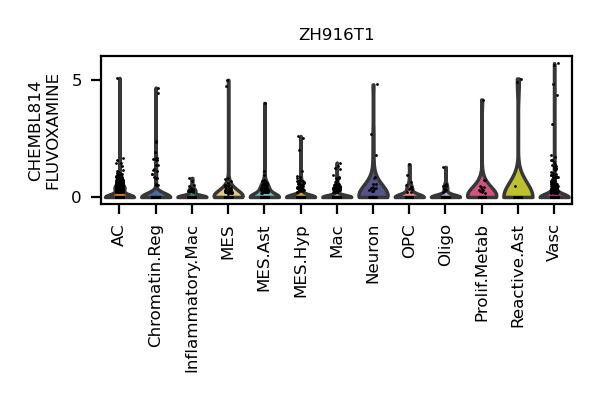 ZH916T1
CHEMBL814
FLUVOXAMINE
5
0
AC
Chromatin.Reg
Inflammatory.Mac
MES
MES.Ast
MES.Hyp
Mac
Neuron
OPC
Oligo
Prolif.Metab
Reactive.Ast
Vasc